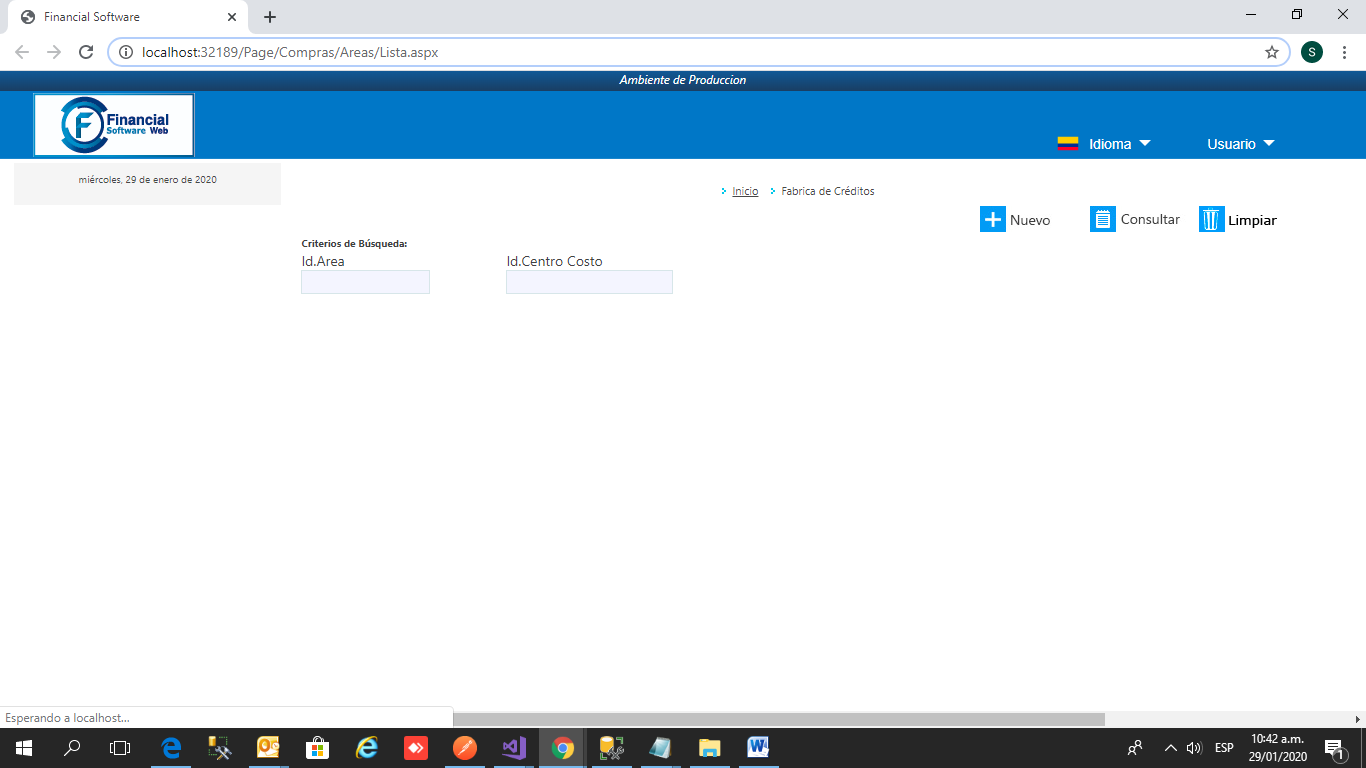 Financial Software
localhost:32189/Page/Compras/Areas/Lista.aspx
S
Ambiente de Produccion
F Financial
Software Web
Idioma
Usuario
miércoles, 29 de enero de 2020
Inicio Fabrica de Créditos
Nuevo Consultar Limpiar
Criterios de Búsqueda:
Id.Area Id.Centro Costo
Esperando a localhost...
ESP
10:42 a.m.
29/01/2020
1